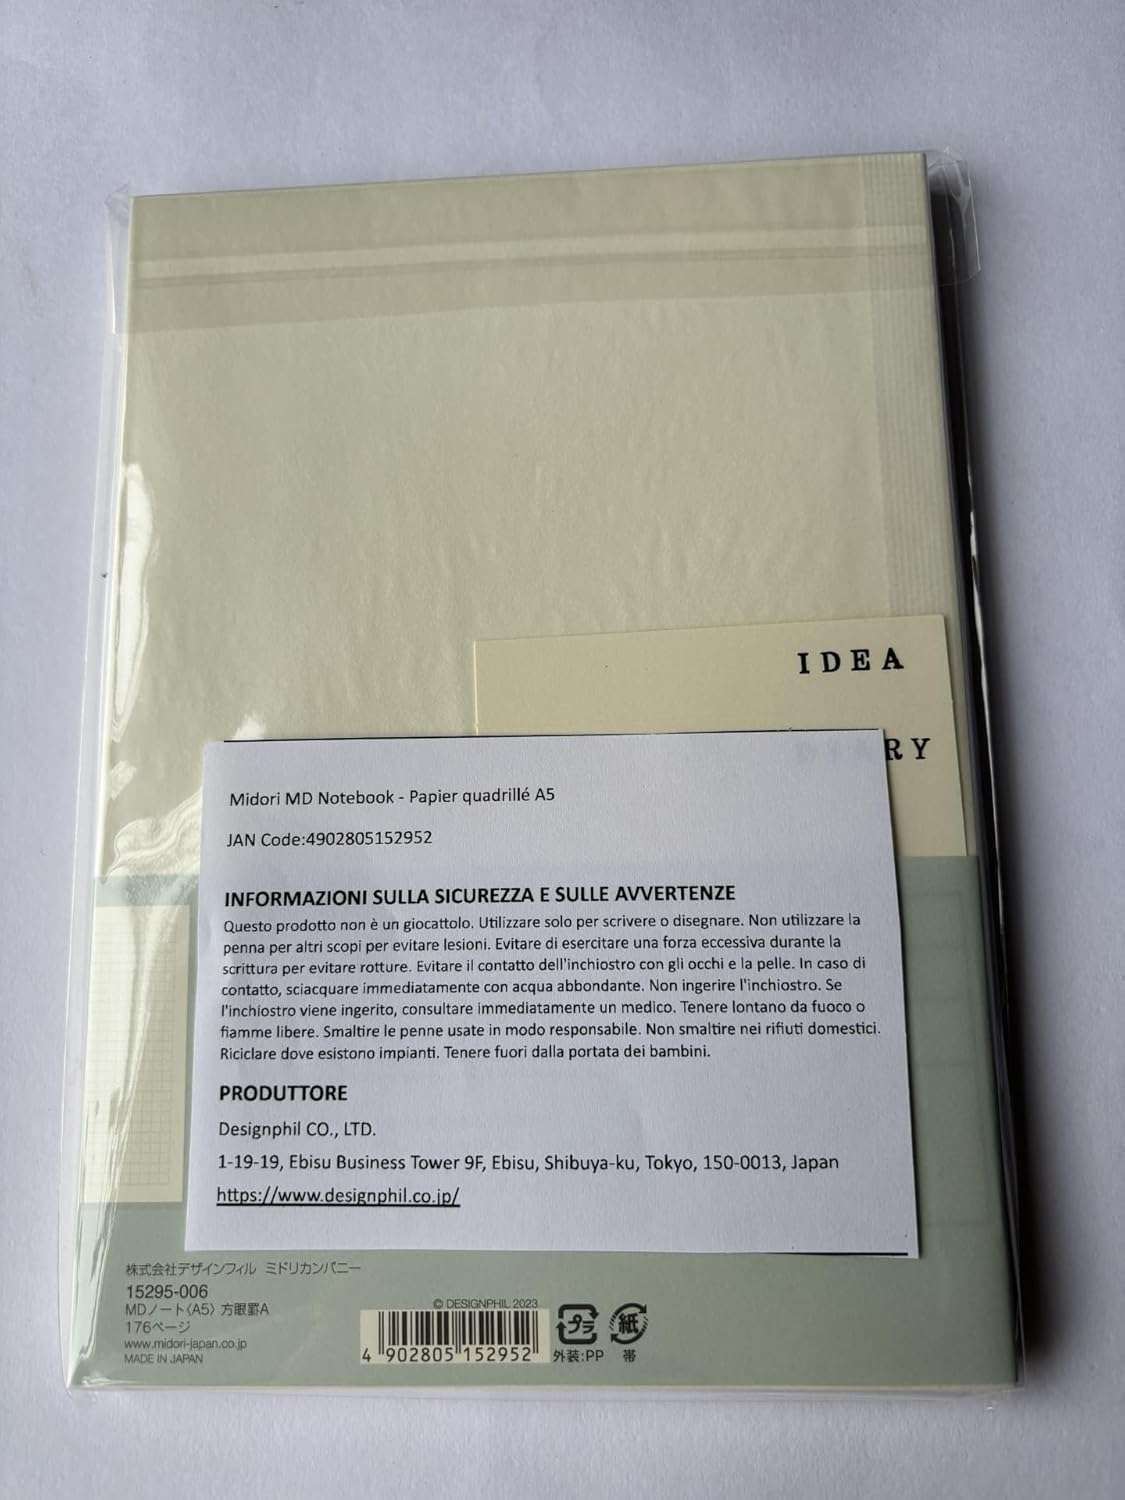 IDEA
DIARY
Midori MD Notebook - Papier quadrillé A5
JAN Code:4902805152952
INFORMAZIONI SULLA SICUREZZA E SULLE AVVERTENZE
Questo prodotto non è un giocattolo. Utilizzare solo per scrivere o disegnare. Non utilizzare la
penna per altri scopi per evitare lesioni. Evitare di esercitare una forza eccessiva durante la
scrittura per evitare rotture. Evitare il contatto dell'inchiostro con gli occhi e la pelle. In caso di
contatto, sciacquare immediatamente con acqua abbondante. Non ingerire l'inchiostro. Se
l'inchiostro viene ingerito, consultare immediatamente un medico. Tenere lontano da fuoco o
fiamme libere. Smaltire le penne usate in modo responsabile. Non smaltire nei rifiuti domestici.
Riciclare dove esistono impianti. Tenere fuori dalla portata dei bambini.
PRODUTTORE
Designphil CO., LTD.
1-19-19, Ebisu Business Tower 9F, Ebisu, Shibuya-ku, Tokyo, 150-0013, Japan
https://www.designphil.co.jp/
株式会社デザインフィル ミドリカンパニー
15295-006
MDノート〈A5〉 方眼罫A
176ページ
www.midori-japan.co.jp
MADE IN JAPAN
© DESIGNPHIL 2023
4 902805 152952
プラ
外装:PP
紙
帯